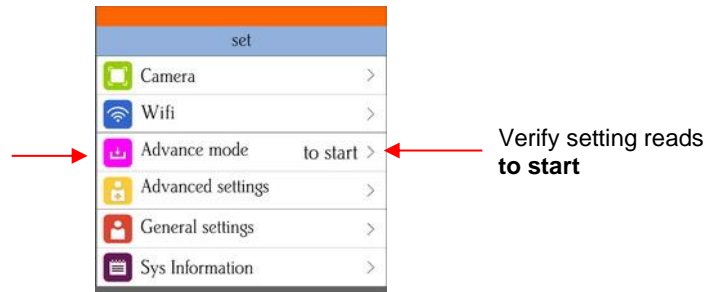 set
Camera
Wifi
Advance mode to start
Advanced settings
General settings
Sys Information
Verify setting reads
to start